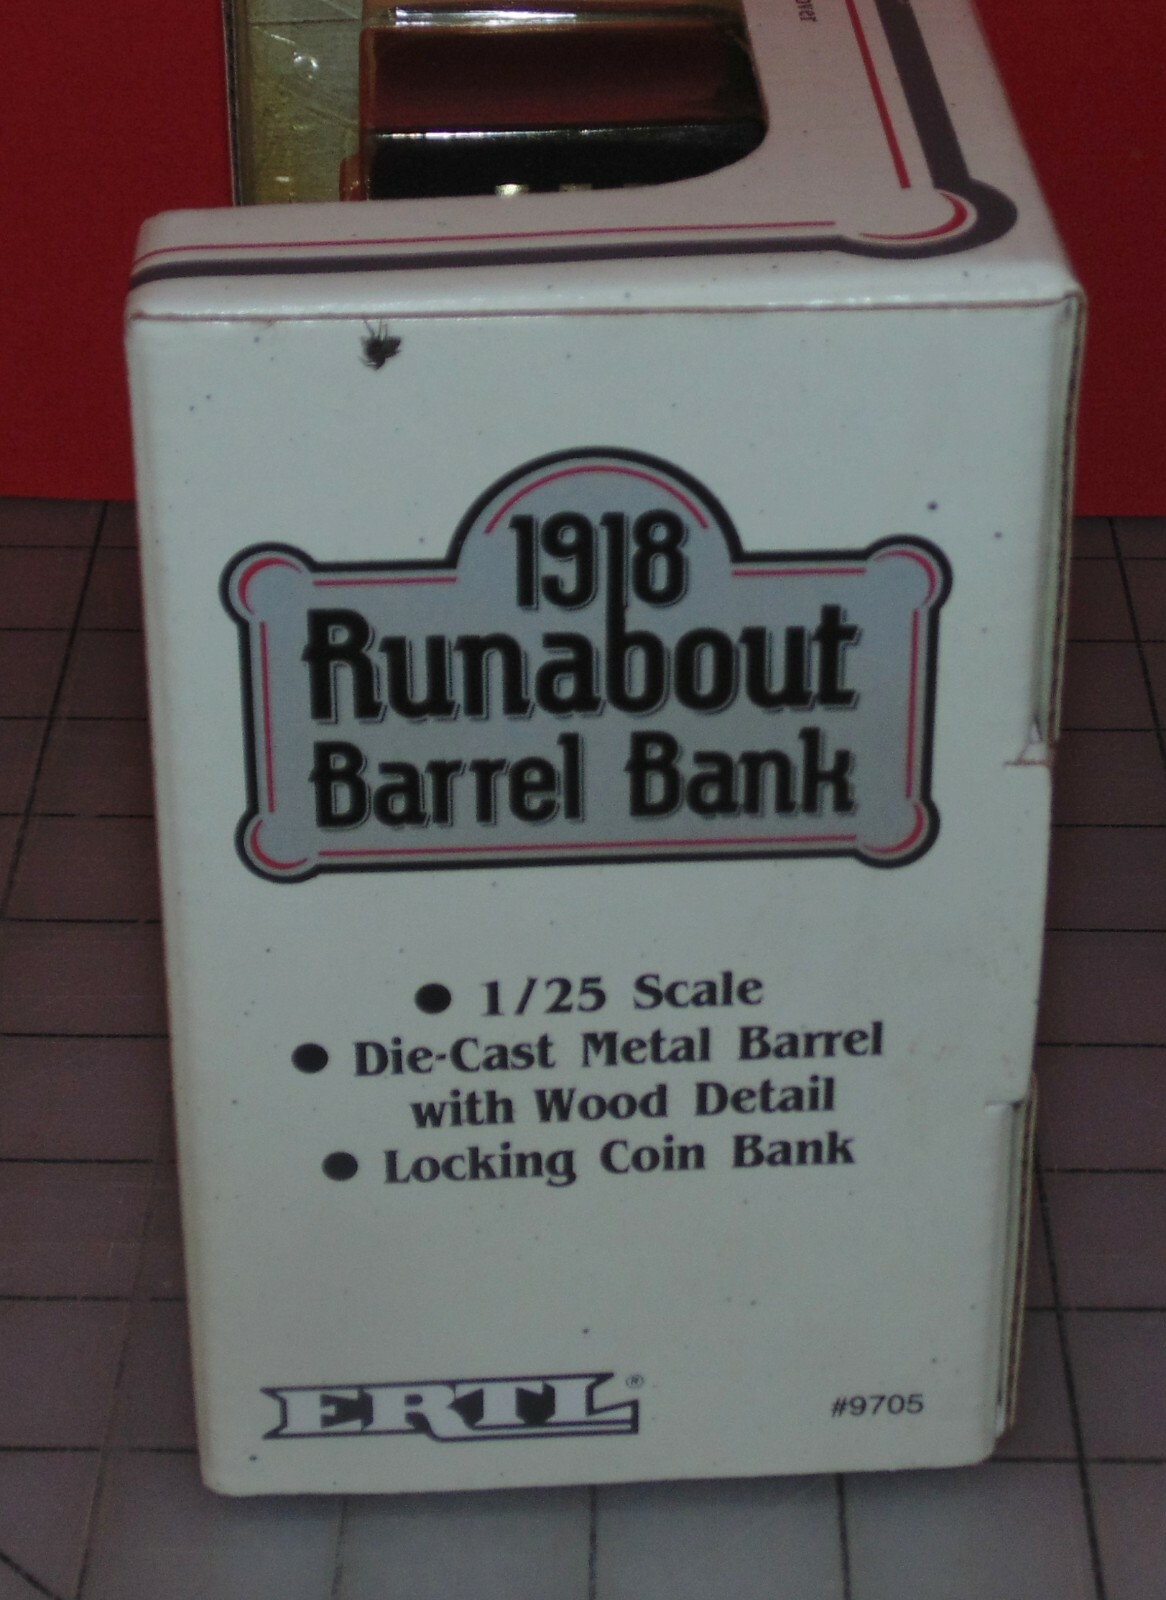 1918
Runabout
Barrel Bank
● 1/25 Scale
● Die-Cast Metal Barrel
with Wood Detail
● Locking Coin Bank
ERTL®
#9705